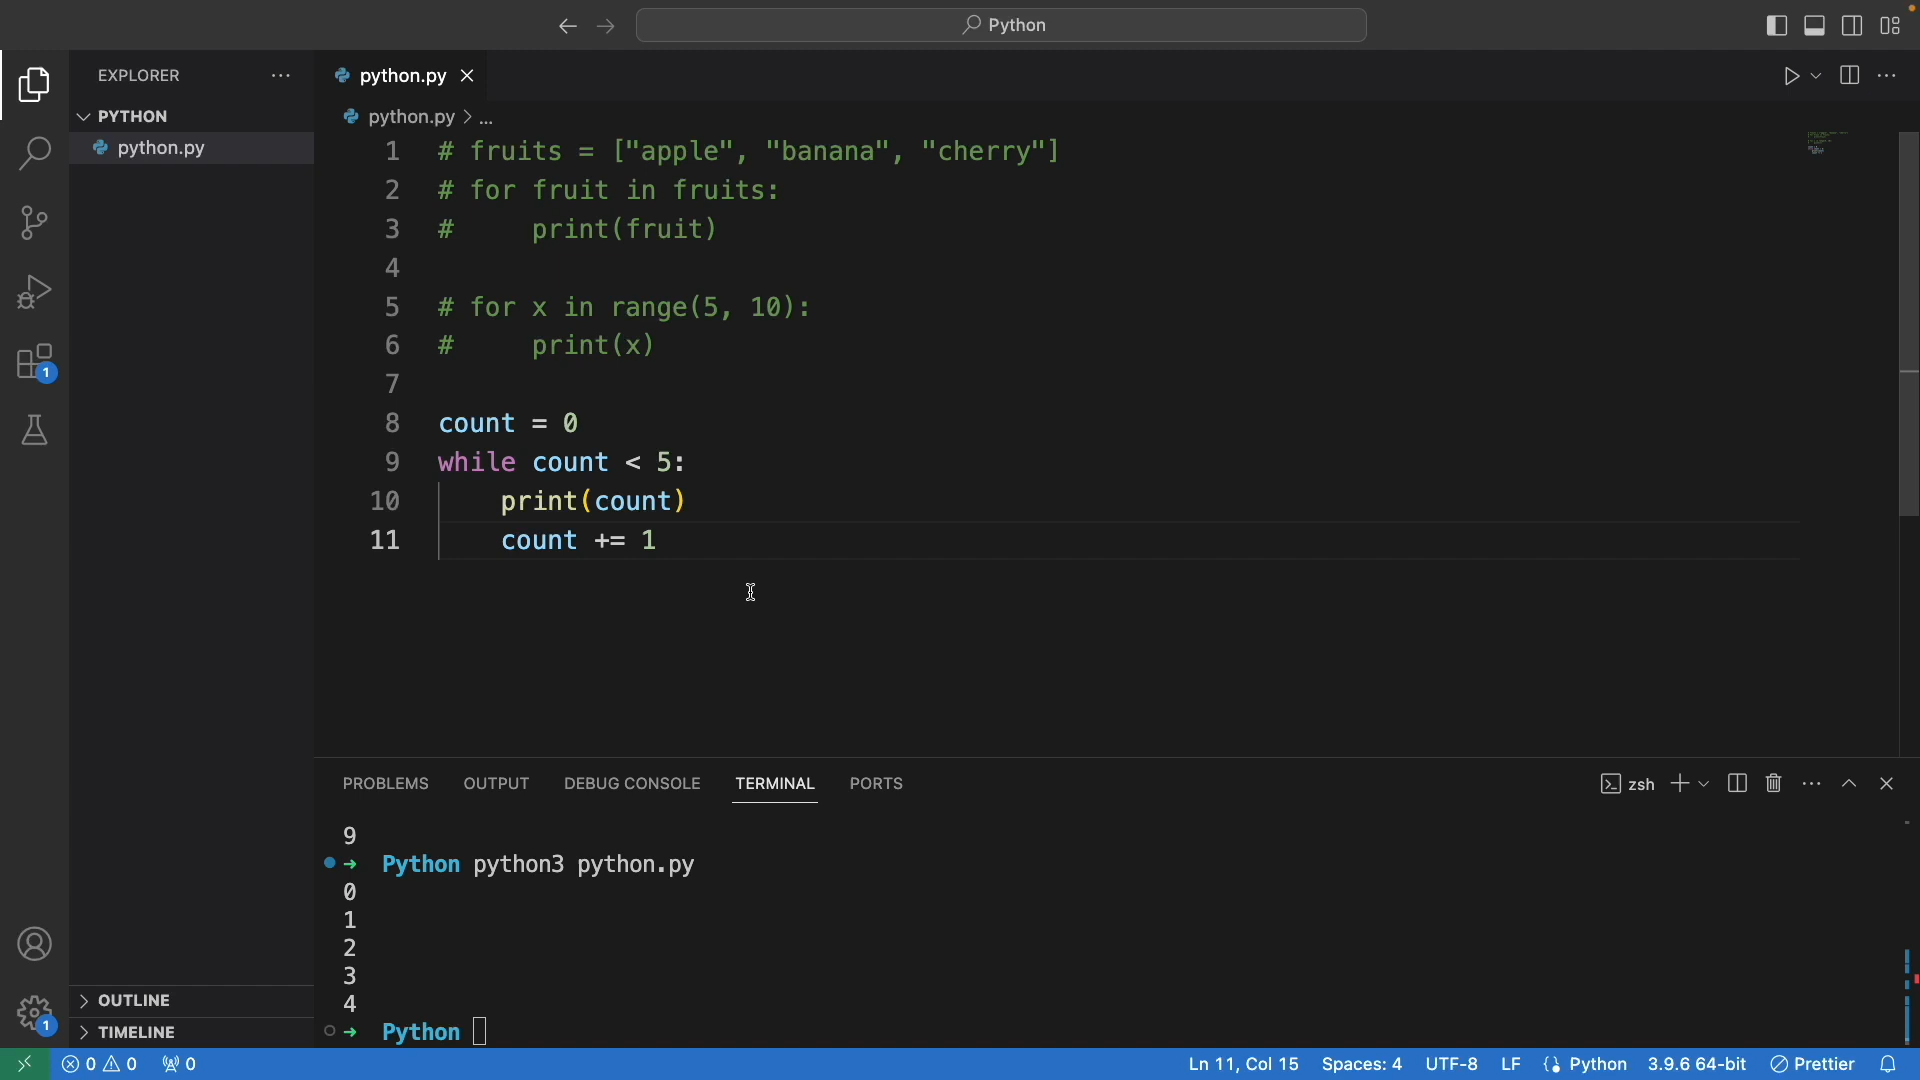 Python
EXPLORER
PYTHON
python.py
python.py
python.py > ...
1 # fruits = ["apple", "banana", "cherry"]
2 # for fruit in fruits:
3 #     print(fruit)
4
5 # for x in range(5, 10):
6 #     print(x)
7
8 count = 0
9 while count < 5:
10     print(count)
11     count += 1
1
PROBLEMS OUTPUT DEBUG CONSOLE TERMINAL PORTS
zsh
9
➜ Python python3 python.py
0
1
2
3
4
➜ Python
OUTLINE
TIMELINE
1
0 0 0
Ln 11, Col 15 Spaces: 4 UTF-8 LF Python 3.9.6 64-bit Prettier